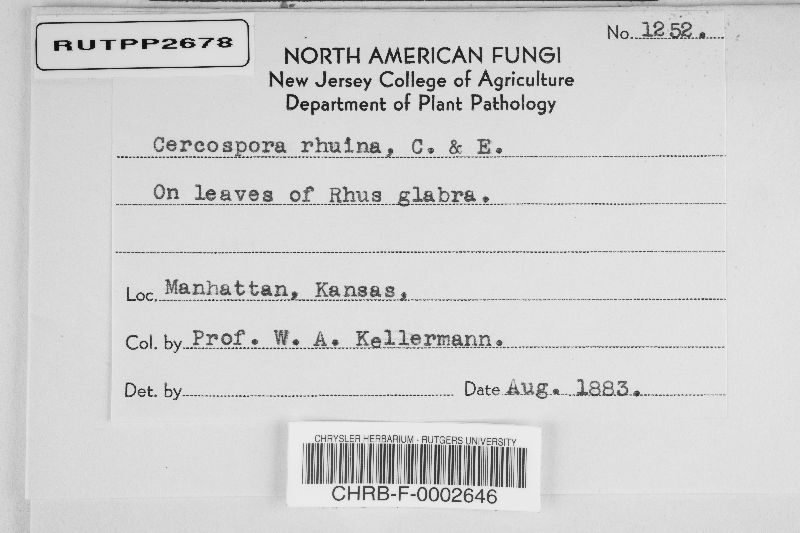 RUTPP2678
No. 1252.
NORTH AMERICAN FUNGI
New Jersey College of Agriculture
Department of Plant Pathology
Cercospora rhuina, C. & E.
On leaves of Rhus glabra.
Loc. Manhattan, Kansas,
Col. by Prof. W. A. Kellermann.
Det. by
Date Aug. 1883.
CHRYSLER HERBARIUM - RUTGERS UNIVERSITY
CHRB-F-0002646